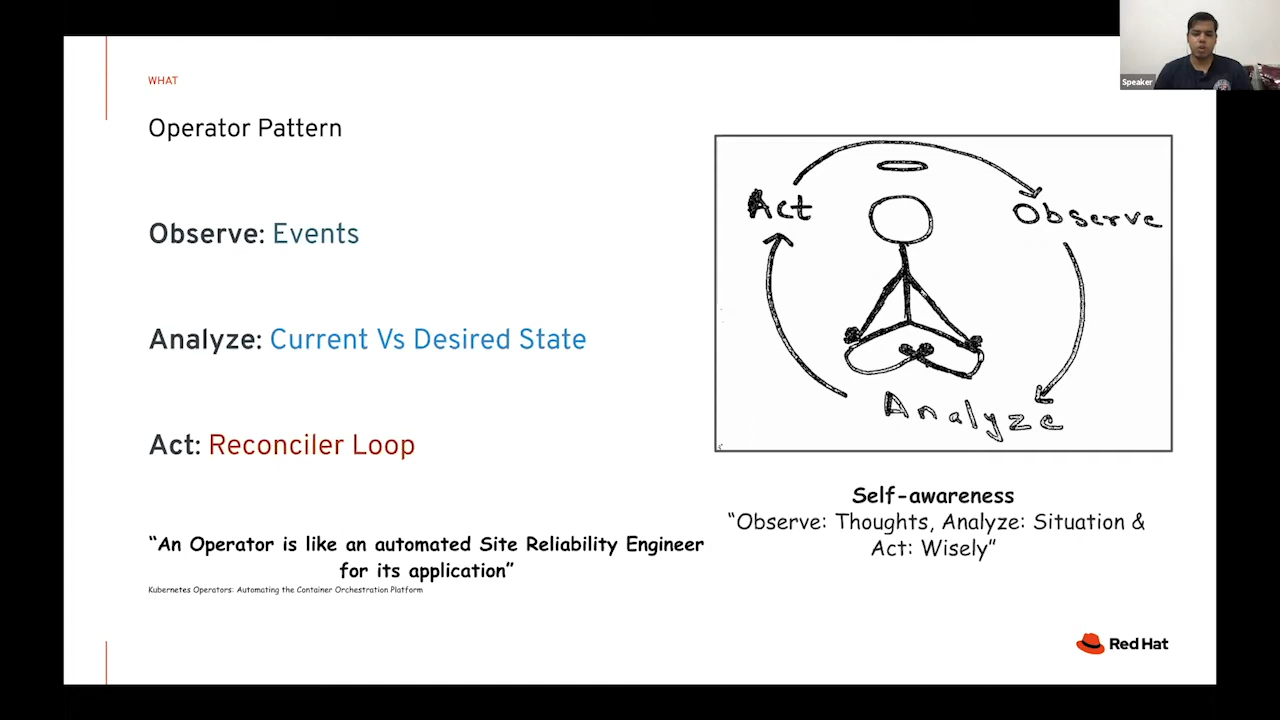 Speaker
WHAT
Operator Pattern
Observe: Events
Analyze: Current Vs Desired State
Act: Reconciler Loop
“An Operator is like an automated Site Reliability Engineer
for its application”
Kubernetes Operators: Automating the Container Orchestration Platform
Act
Observe
Analyze
Self-awareness
“Observe: Thoughts, Analyze: Situation &
Act: Wisely”
Red Hat